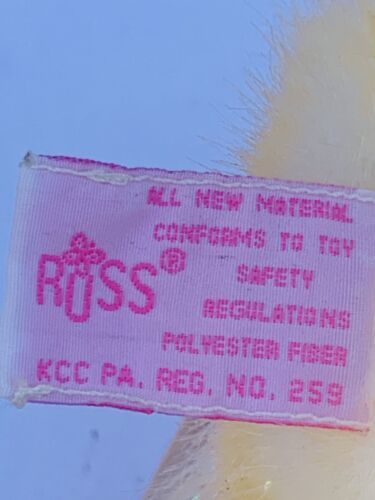 ALL NEW MATERIAL
CONFORMS TO TOY
SAFETY
ROSS®
REGULATIONS
POLYESTER FIBER
KCC PA. REG. NO. 259